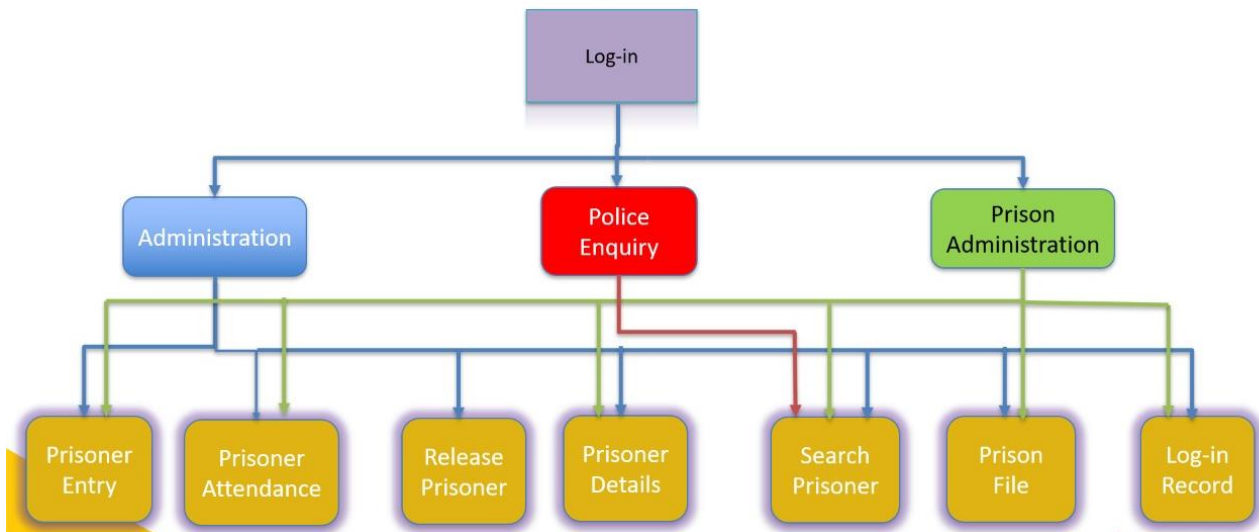 Log-in
Administration
Police
Enquiry
Prison
Administration
Prisoner
Entry
Prisoner
Attendance
Release
Prisoner
Prisoner
Details
Search
Prisoner
Prison
File
Log-in
Record